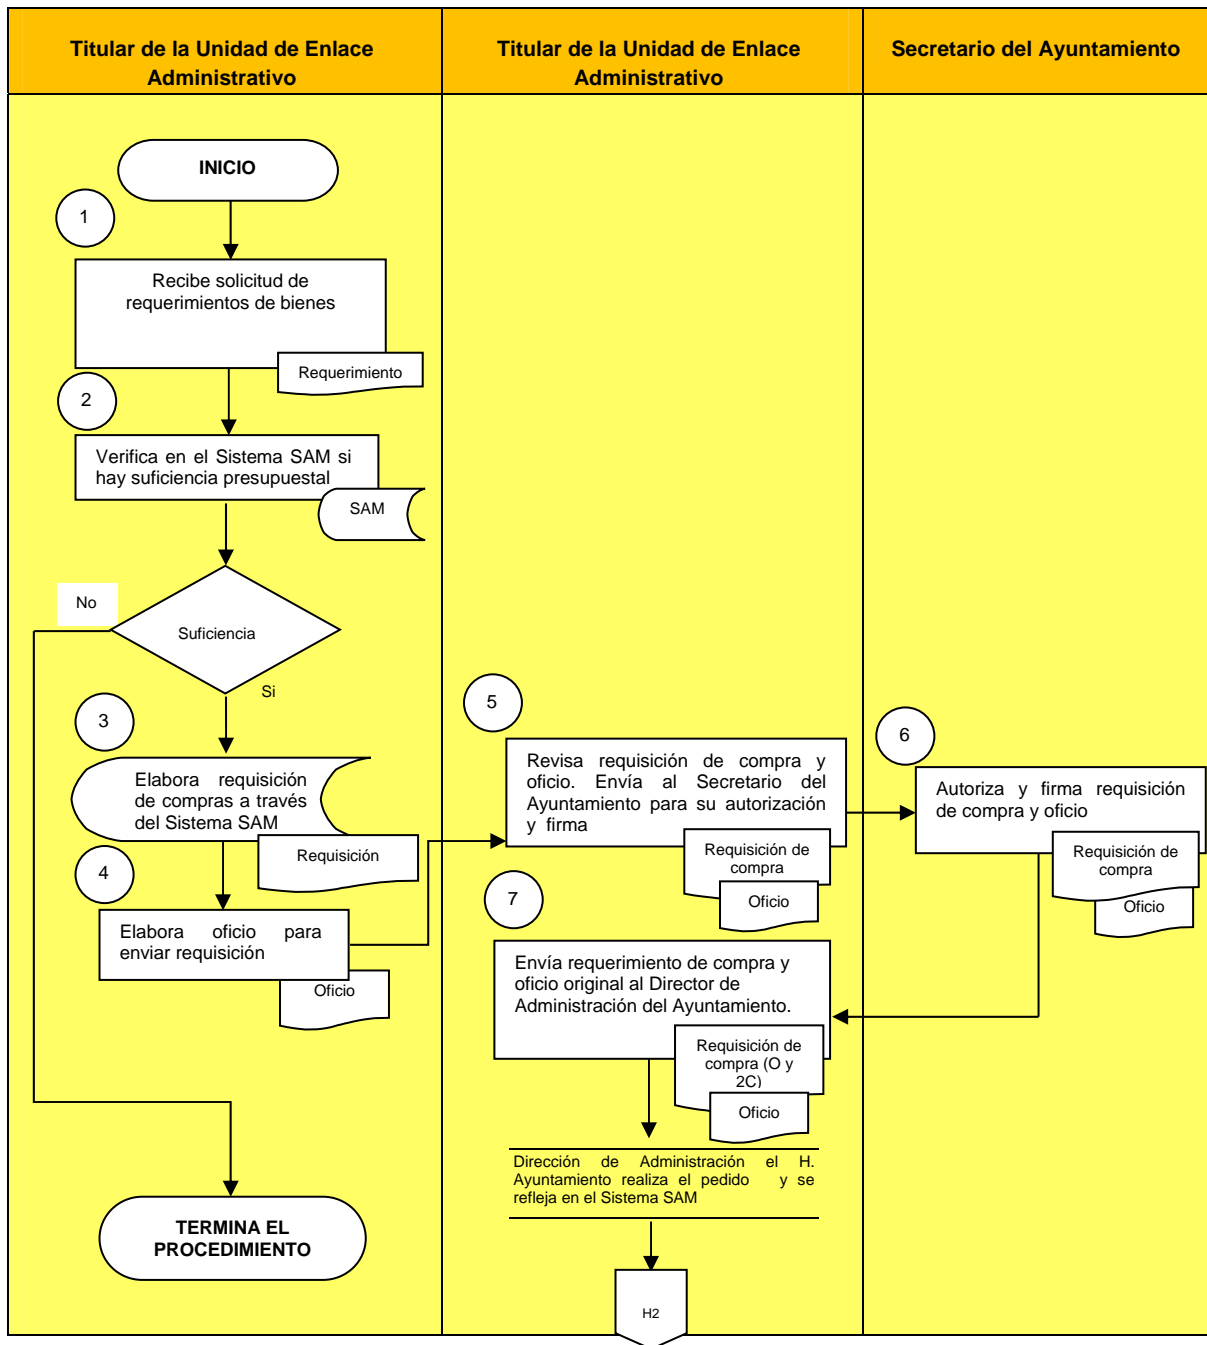 Titular de la Unidad de Enlace
Administrativo
Titular de la Unidad de Enlace
Administrativo
Secretario del Ayuntamiento
INICIO
1
Recibe solicitud de
requerimientos de bienes
Requerimiento
2
Verifica en el Sistema SAM si
hay suficiencia presupuestal
SAM
No
Suficiencia
Si
3
Elabora requisición
de compras a través
del Sistema SAM
Requisición
4
Elabora oficio para
enviar requisición
Oficio
TERMINA EL
PROCEDIMIENTO
5
Revisa requisición de compra y
oficio. Envía al Secretario del
Ayuntamiento para su autorización
y firma
Requisición de
compra
Oficio
6
Autoriza y firma requisición
de compra y oficio
Requisición de
compra
Oficio
7
Envía requerimiento de compra y
oficio original al Director de
Administración del Ayuntamiento.
Requisición de
compra (O y
2C)
Oficio
Dirección de Administración el H.
Ayuntamiento realiza el pedido y se
refleja en el Sistema SAM
H2